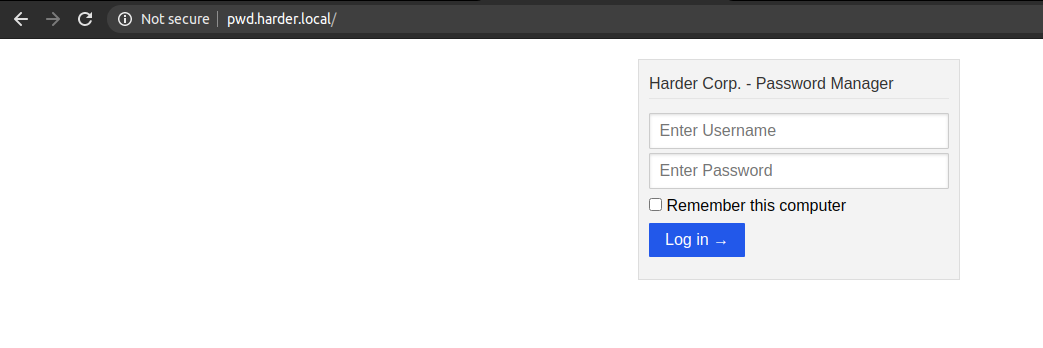 Not secure | pwd.harder.local/
Harder Corp. - Password Manager
Enter Username
Enter Password
Remember this computer
Log in →